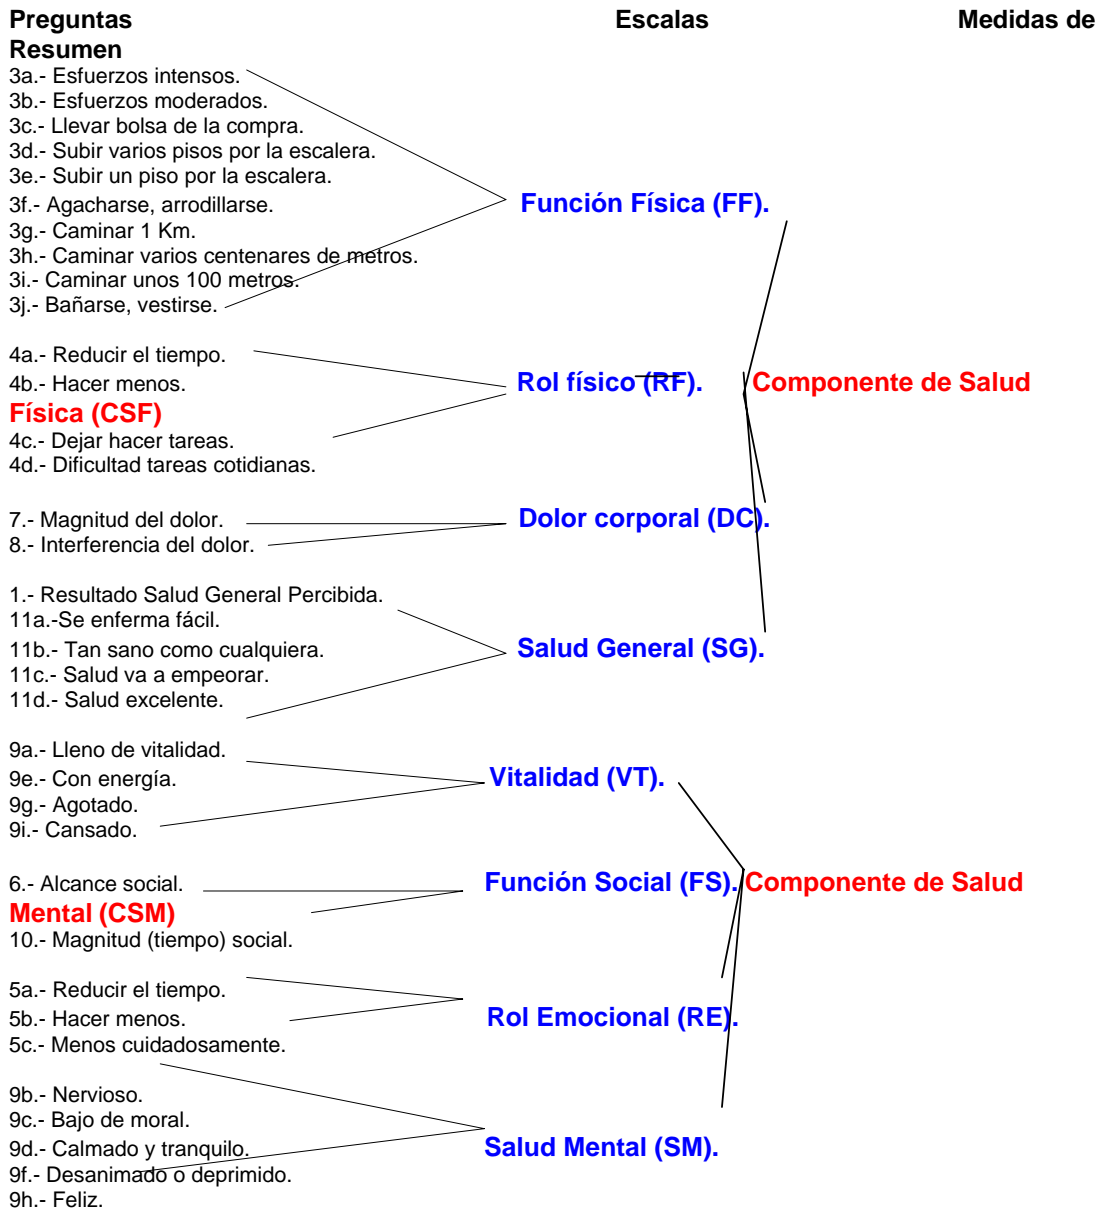 Preguntas Escalas Medidas de
Resumen
3a.- Esfuerzos intensos.
3b.- Esfuerzos moderados.
3c.- Llevar bolsa de la compra.
3d.- Subir varios pisos por la escalera.
3e.- Subir un piso por la escalera.
3f.- Agacharse, arrodillarse. Función Física (FF).
3g.- Caminar 1 Km.
3h.- Caminar varios centenares de metros.
3i.- Caminar unos 100 metros.
3j.- Bañarse, vestirse.
4a.- Reducir el tiempo.
4b.- Hacer menos. Rol físico (RF). Componente de Salud
Física (CSF)
4c.- Dejar hacer tareas.
4d.- Dificultad tareas cotidianas.
7.- Magnitud del dolor. Dolor corporal (DC).
8.- Interferencia del dolor.
1.- Resultado Salud General Percibida.
11a.-Se enferma fácil.
11b.- Tan sano como cualquiera. Salud General (SG).
11c.- Salud va a empeorar.
11d.- Salud excelente.
9a.- Lleno de vitalidad.
9e.- Con energía. Vitalidad (VT).
9g.- Agotado.
9i.- Cansado.
6.- Alcance social. Función Social (FS). Componente de Salud
Mental (CSM)
10.- Magnitud (tiempo) social.
5a.- Reducir el tiempo.
5b.- Hacer menos. Rol Emocional (RE).
5c.- Menos cuidadosamente.
9b.- Nervioso.
9c.- Bajo de moral.
9d.- Calmado y tranquilo. Salud Mental (SM).
9f.- Desanimado o deprimido.
9h.- Feliz.